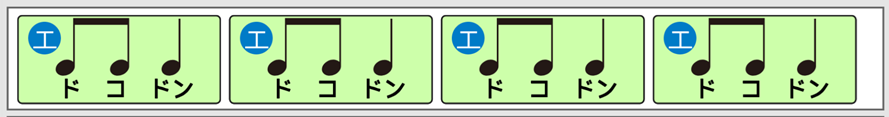 エ エ エ エ
ド コ ドン ド コ ドン ド コ ドン ド コ ドン